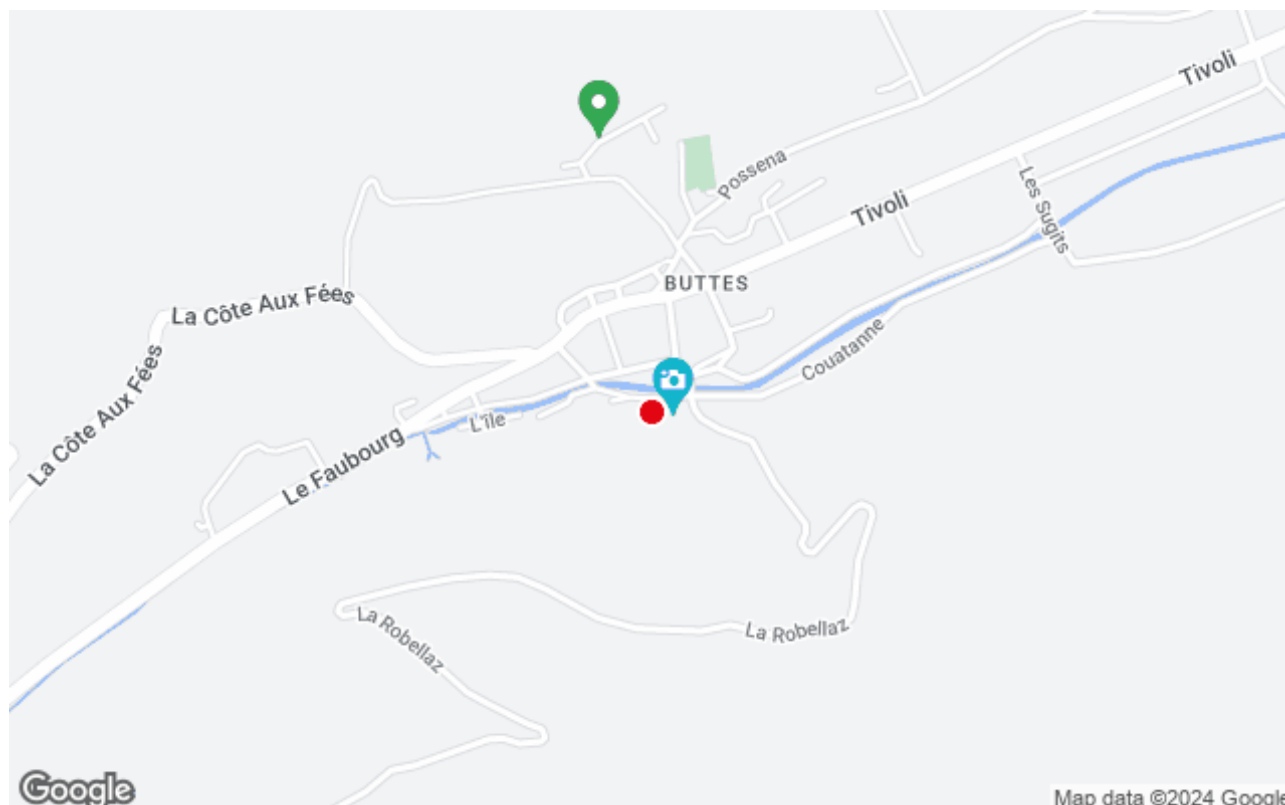 Tivoli
Possena
Tivoli
Les Sugits
BUTTES
La Côte Aux Fées
Couatanne
La Côte Aux Fées
L'île
Le Faubourg
La Robellaz
La Robellaz
Google
Map data ©2024 Google